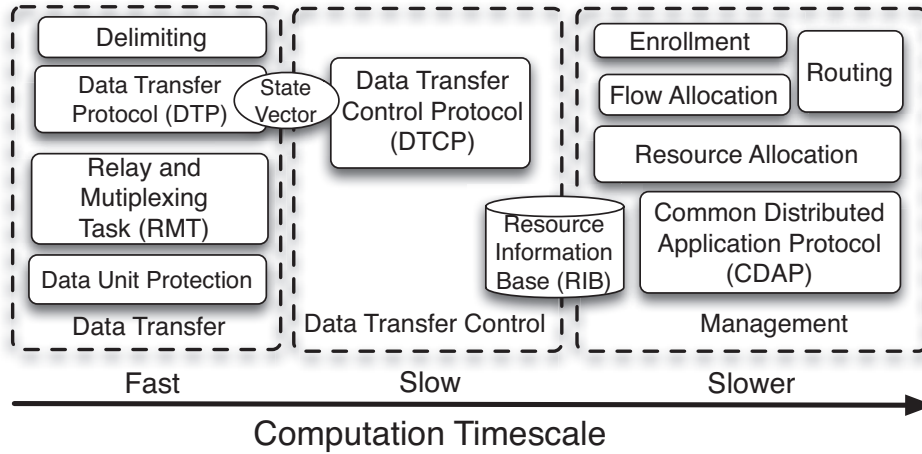 Delimiting
Data Transfer
Protocol (DTP)
Relay and
Mutiplexing
Task (RMT)
Data Unit Protection
Data Transfer
State
Vector
Data Transfer
Control Protocol
(DTCP)
Resource
Information
Base (RIB)
Data Transfer Control
Enrollment
Flow Allocation
Routing
Resource Allocation
Common Distributed
Application Protocol
(CDAP)
Management
Fast
Slow
Slower
Computation Timescale